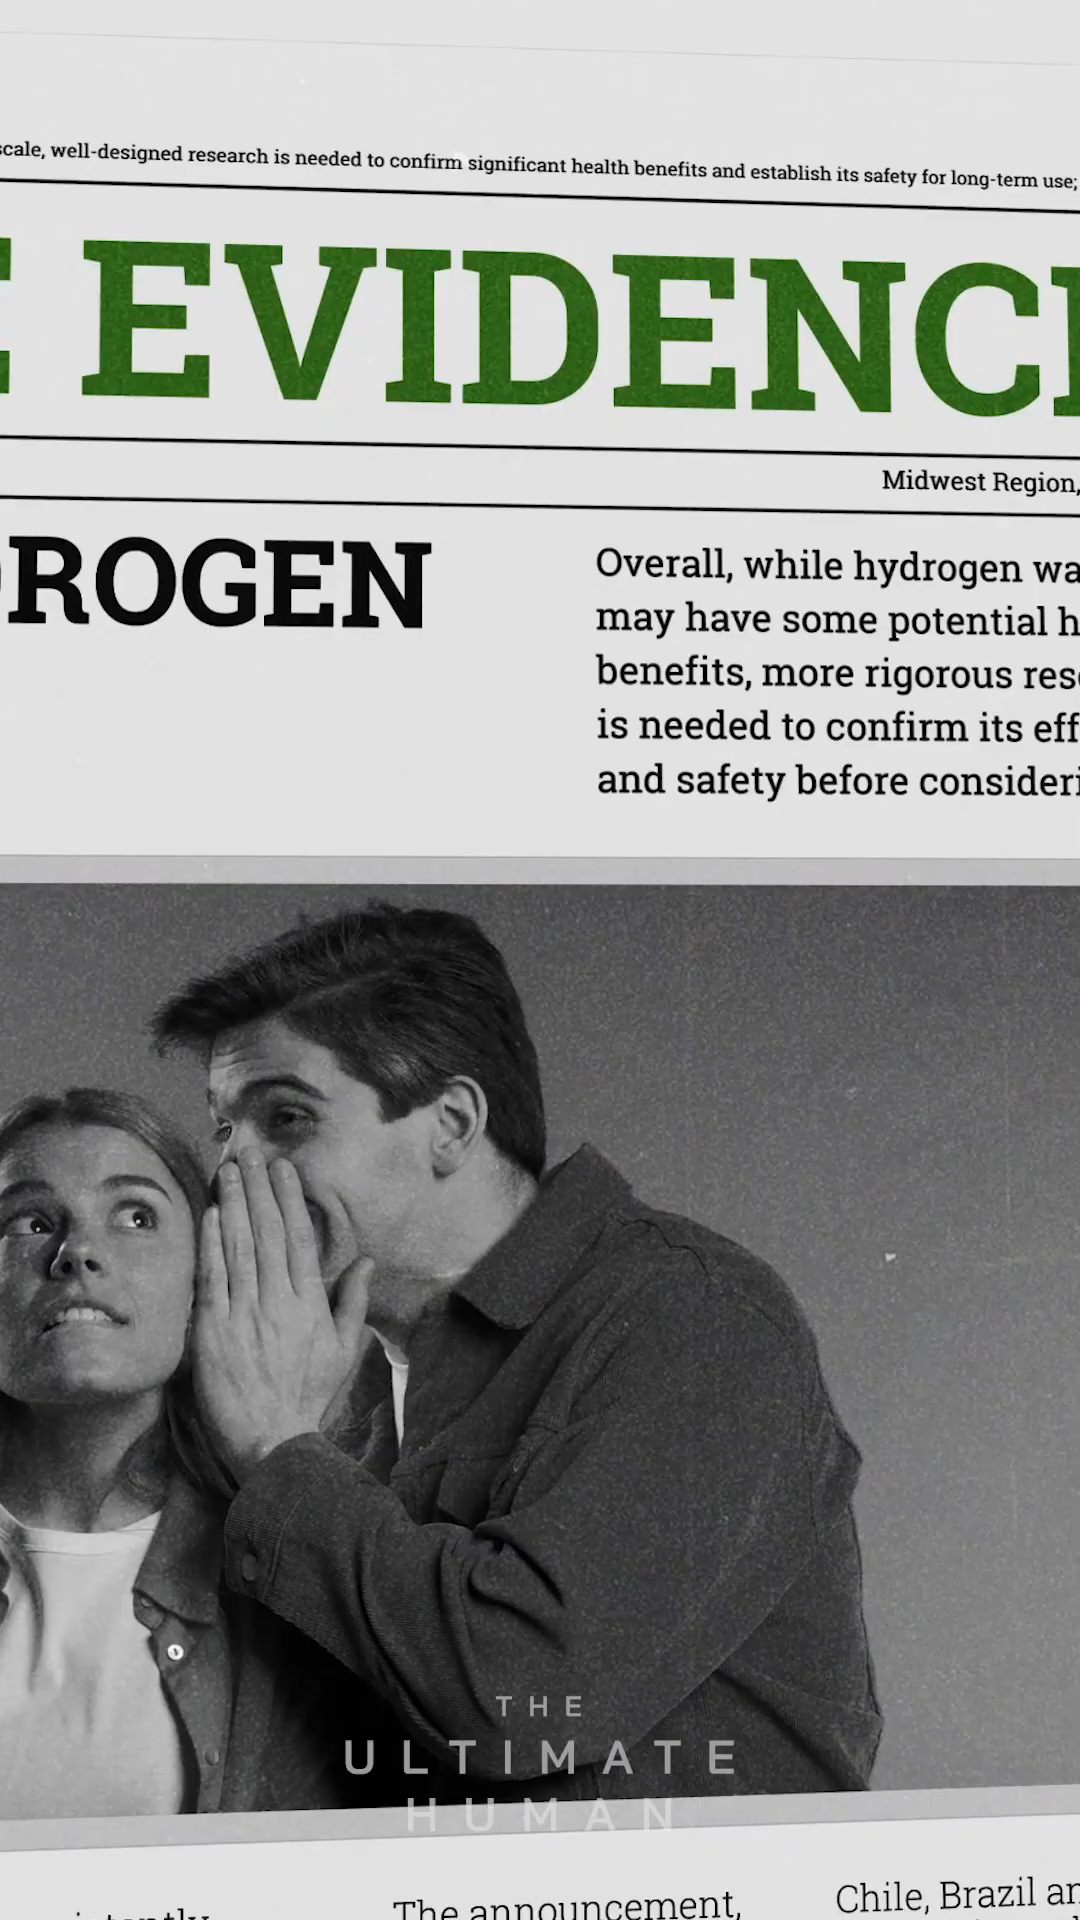 scale, well-designed research is needed to confirm significant health benefits and establish its safety for long-term use;
EVIDENC
Midwest Region,
ROGEN
Overall, while hydrogen wa
may have some potential h
benefits, more rigorous res
is needed to confirm its eff
and safety before consideri
THE
ULTIMATE
HUMAN
The announcement,
Chile, Brazil an